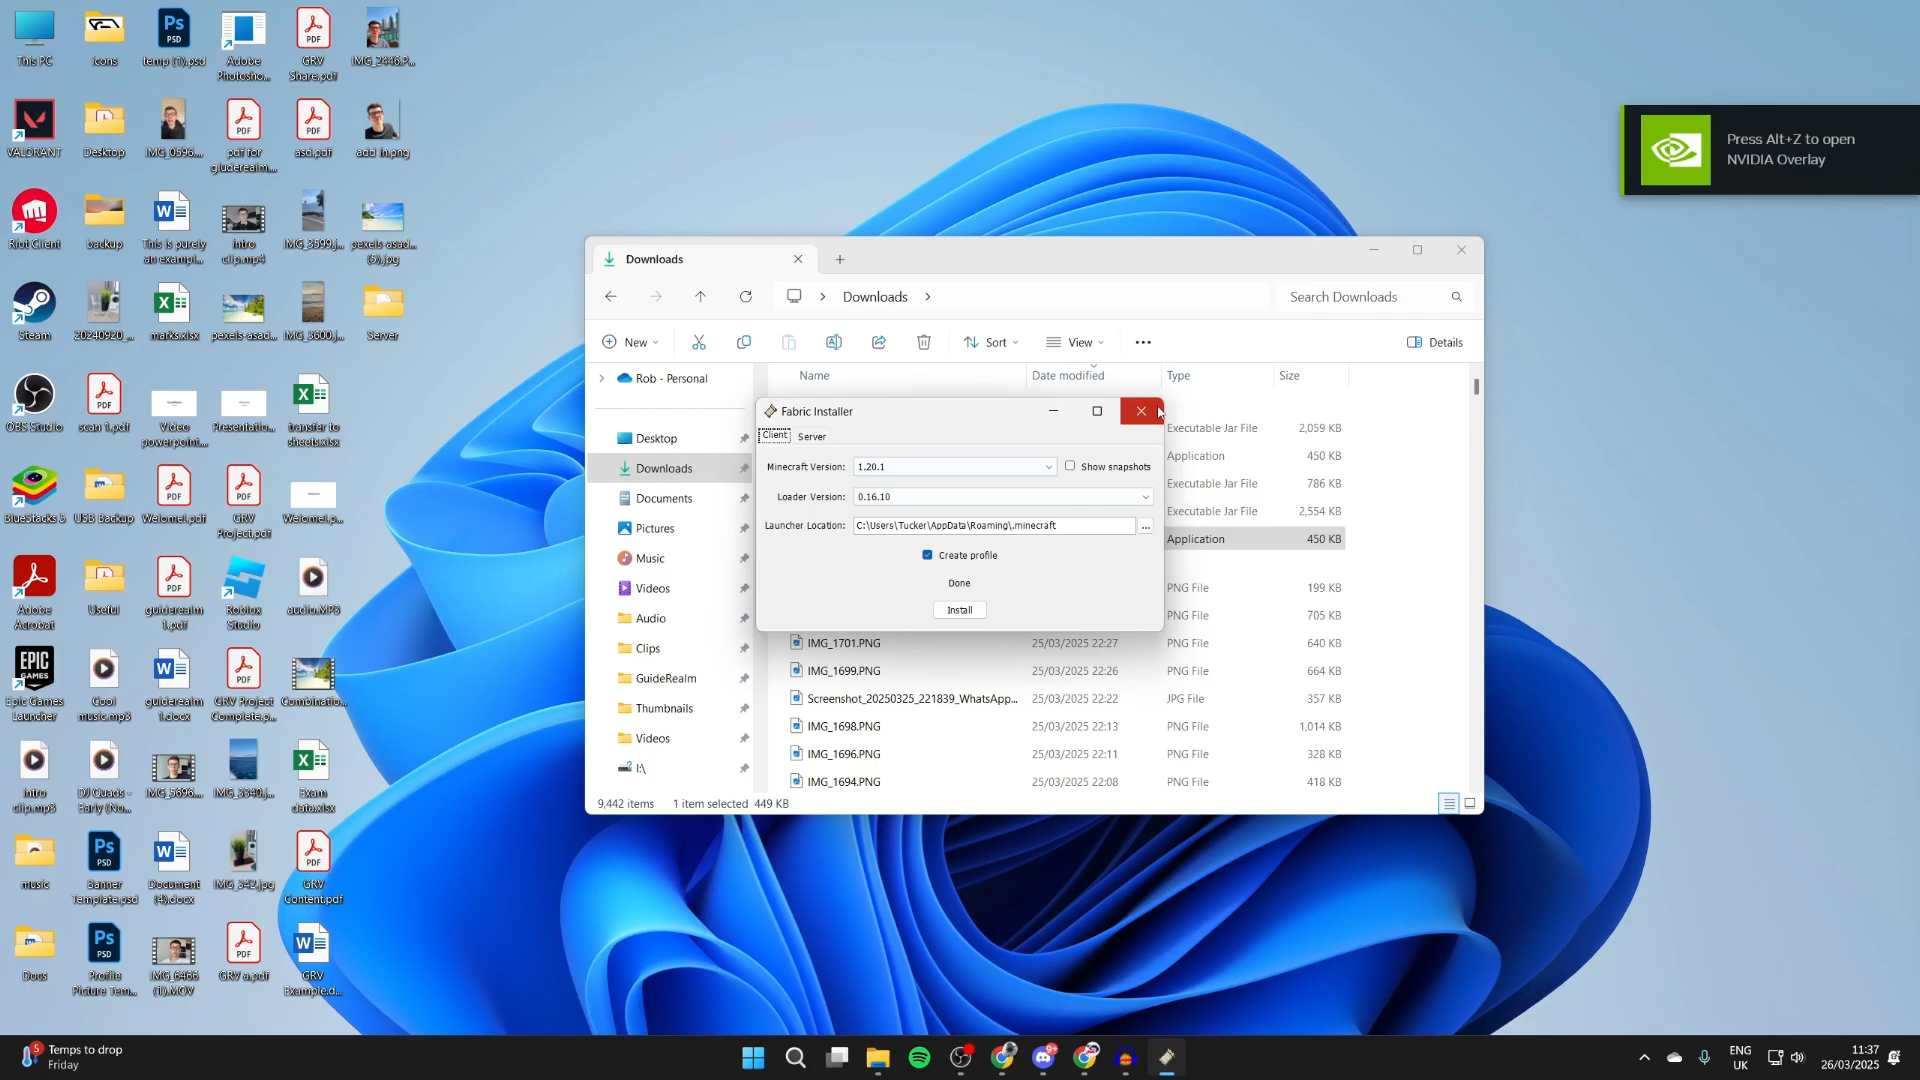 This PC
icons
temp (1).psd
Adobe
Photosho...
GRV
Share.pdf
IMG_2446.P...
VALORANT
Desktop
IMG_0596....
pdf for
giuderealm...
asd.pdf
add in.png
Riot Client
backup
This is purely
an exampl...
intro
clip.mp4
IMG_3599.j...
pexels-asad...
(5).jpg
Steam
20240920_...
marks.xlsx
pexels-asad...
IMG_3600.j...
Server
OBS Studio
scan 1.pdf
Video
powerpoint...
Presentatio...
transfer to
sheets.xlsx
BlueStacks 5
USB Backup
Welomel.pdf
GRV
Project.pdf
Welomel.p...
Adobe
Acrobat
Useful
guiderealm
1.pdf
Roblox
Studio
audio.MP3
Epic Games
Launcher
Cool
music.mp3
guiderealm
1.docx
GRV Project
Complete.p...
Combinatio...
intro
clip.mp3
DJ Quads -
Early (No...
IMG_5696....
IMG_3340.j...
Exam
data.xlsx
music
Banner
Template.psd
Document
(4).docx
IMG_342.jpg
GRV
Content.pdf
Docs
Profile
Picture Tem...
IMG_6466
(1).MOV
GRV a.pdf
GRV
Example.d...
Press Alt+Z to open
NVIDIA Overlay
Downloads
Downloads
Search Downloads
New
Sort
View
Details
Rob - Personal
Desktop
Downloads
Documents
Pictures
Music
Videos
Audio
Clips
GuideRealm
Thumbnails
Videos
I:\
Name
Date modified
Type
Size
Executable Jar File 2,059 KB
Application 450 KB
Executable Jar File 786 KB
Executable Jar File 2,554 KB
Application 450 KB
PNG File 199 KB
PNG File 705 KB
IMG_1701.PNG 25/03/2025 22:27 PNG File 640 KB
IMG_1699.PNG 25/03/2025 22:26 PNG File 664 KB
Screenshot_20250325_221839_WhatsApp... 25/03/2025 22:22 JPG File 357 KB
IMG_1698.PNG 25/03/2025 22:13 PNG File 1,014 KB
IMG_1696.PNG 25/03/2025 22:11 PNG File 328 KB
IMG_1694.PNG 25/03/2025 22:08 PNG File 418 KB
9,442 items 1 item selected 449 KB
Fabric Installer
Client Server
Minecraft Version: 1.20.1 Show snapshots
Loader Version: 0.16.10
Launcher Location: C:\Users\Tucker\AppData\Roaming\.minecraft ...
Create profile
Done
Install
5
Temps to drop
Friday
9+
ENG
UK
11:37
26/03/2025